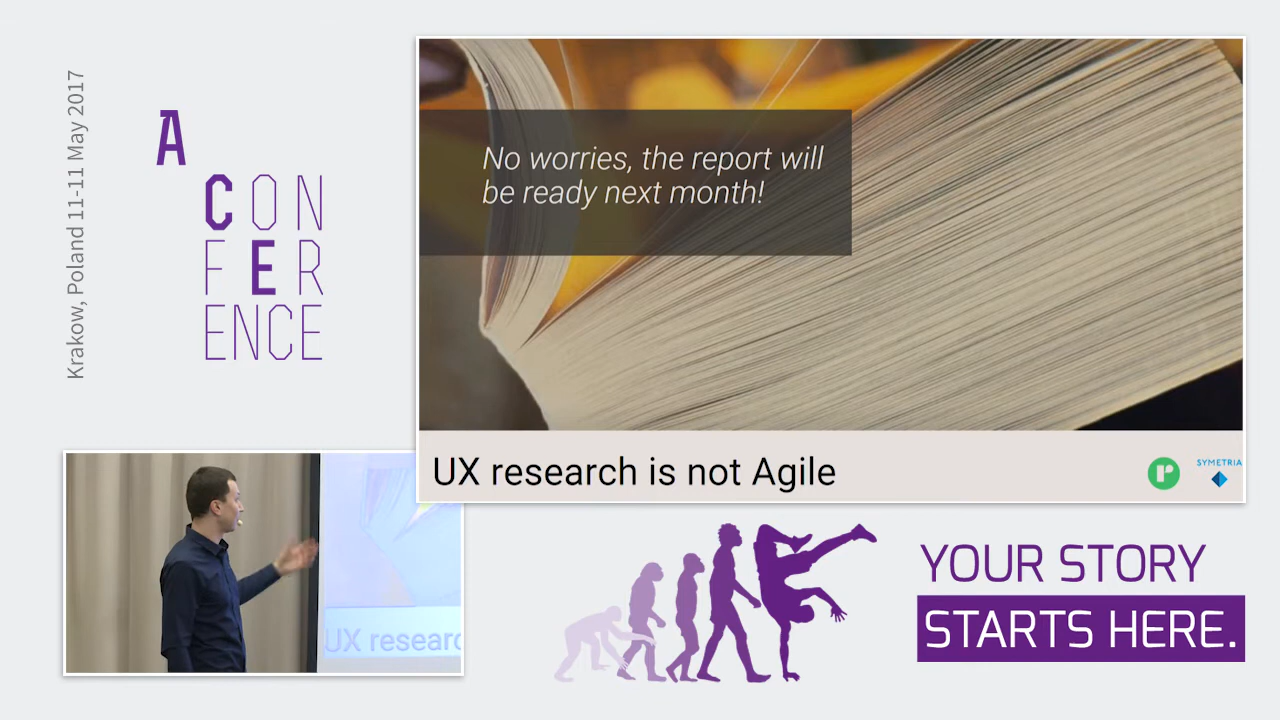 Krakow, Poland 11-11 May 2017
A
CON
FER
ENCE
No worries, the report will
be ready next month!
UX research is not Agile
SYMETRIA
UX researc
YOUR STORY
STARTS HERE.